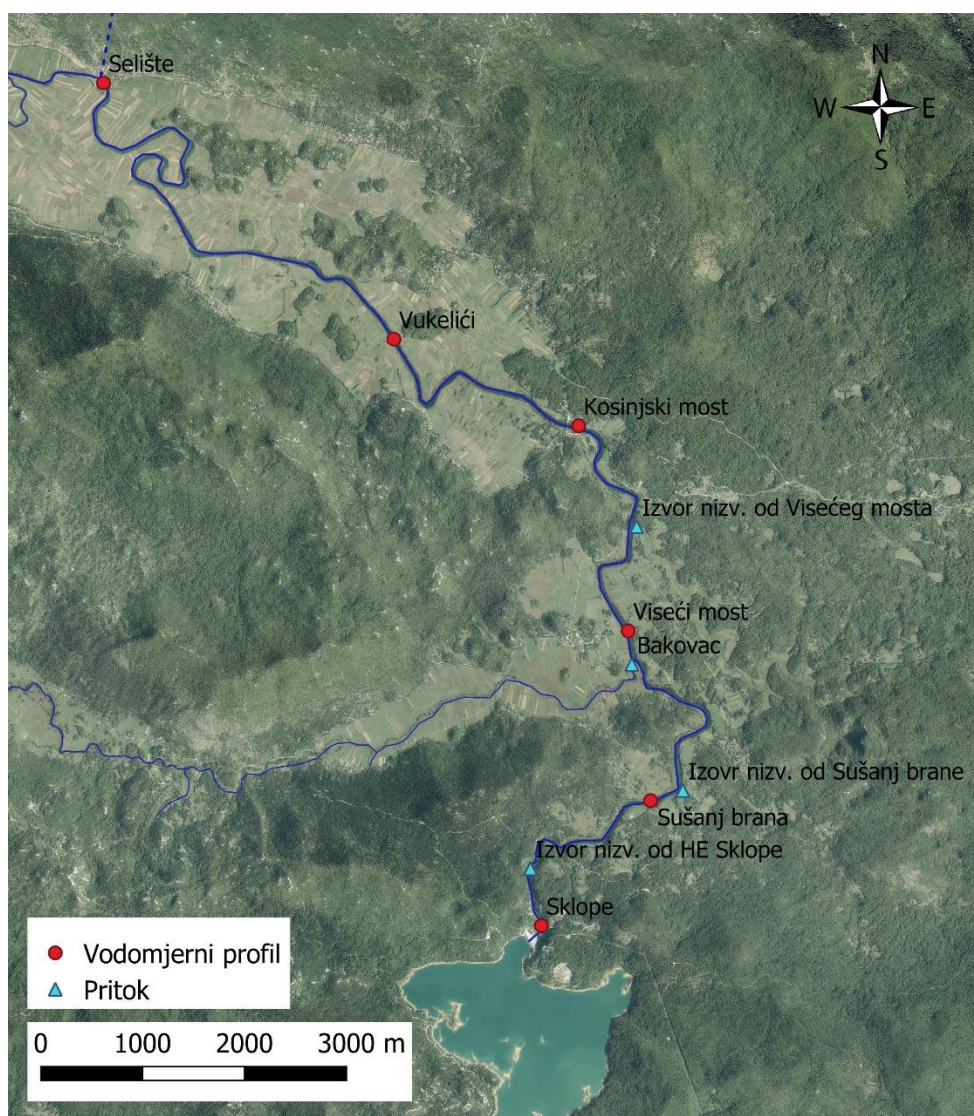 Selište
N
W E
S
Vukelići
Kosinjski most
Izvor nizv. od Visećeg mosta
Viseći most
Bakovac
Izovr nizv. od Sušanj brane
Sušanj brana
Izvor nizv. od HE Sklope
Sklope
Vodomjerni profil
Pritok
0 1000 2000 3000 m